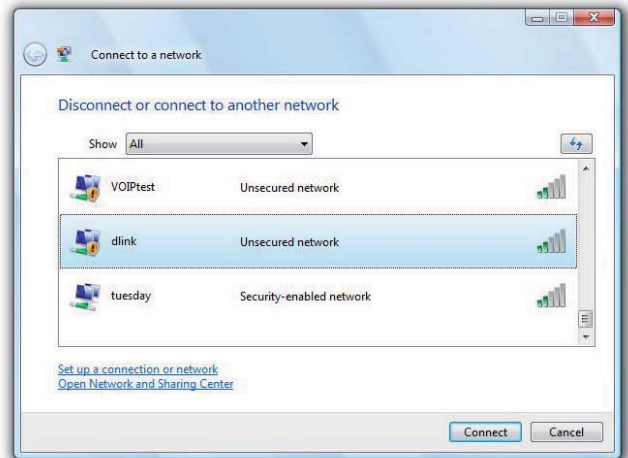 Connect to a network
Disconnect or connect to another network
Show All
VOIPtest Unsecured network
dlink Unsecured network
tuesday Security-enabled network
Set up a connection or network
Open Network and Sharing Center
Connect Cancel